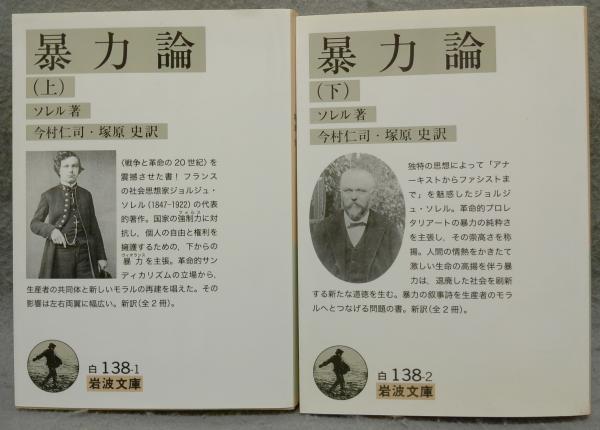 暴力論
（上）
ソレル著
今村仁司・塚原 史訳
〈戦争と革命の20世紀〉を
震撼させた書！ フランス
の社会思想家ジョルジュ・
ソレル（1847-1922）の代表
的著作。国家の強制力に対
フォルス
抗し、個人の自由と権利を
擁護するための、下からの
ヴィオランス
暴力を主張。革命的サン
ディカリズムの立場から、
生産者の共同体と新しいモラルの再建を唱えた。その
影響は左右両翼に幅広い。新訳（全2冊）。
白 138-1
岩波文庫
暴力論
（下）
ソレル著
今村仁司・塚原 史訳
独特の思想によって「アナ
ーキストからファシストま
で」を魅惑したジョルジ
ュ・ソレル。革命的プロレ
タリアートの暴力の純粋さ
を主張し、その崇高さを称
揚。人間の情熱をかきたて
激しい生命の高揚を伴う暴
力は、退廃した社会を刷新
する新たな道徳を生む。暴力の叙事詩を生産者のモラ
ルへとつなげる問題の書。新訳（全2冊）。
白 138-2
岩波文庫